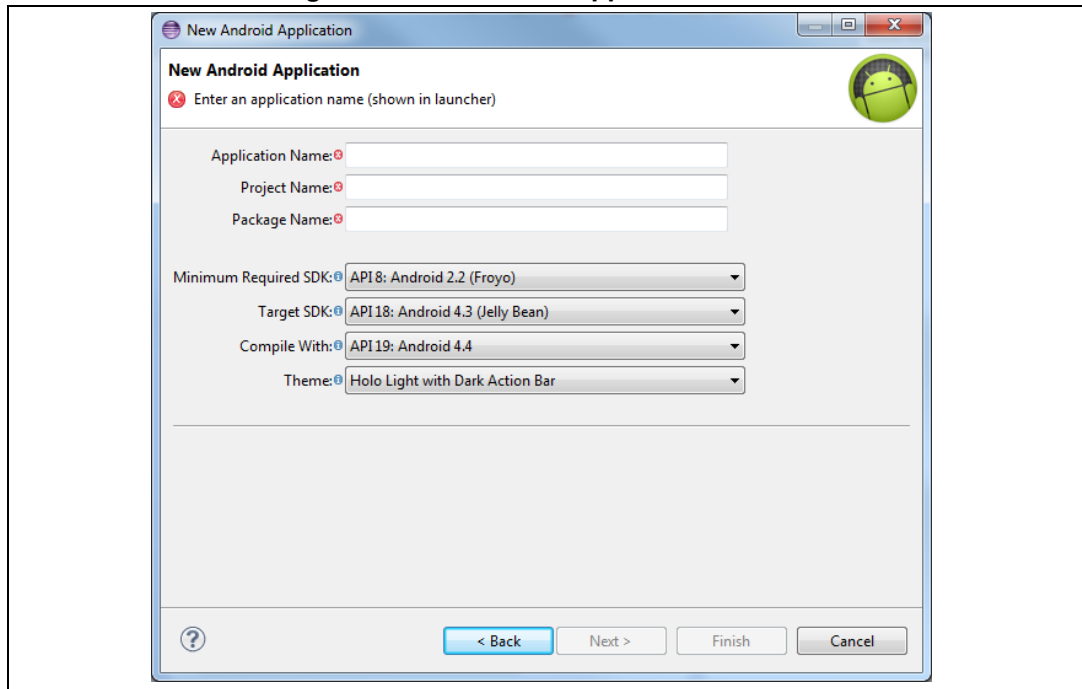 New Android Application
New Android Application
Enter an application name (shown in launcher)
Application Name:
Project Name:
Package Name:
Minimum Required SDK: API 8: Android 2.2 (Froyo)
Target SDK: API 18: Android 4.3 (Jelly Bean)
Compile With: API 19: Android 4.4
Theme: Holo Light with Dark Action Bar
< Back Next > Finish Cancel